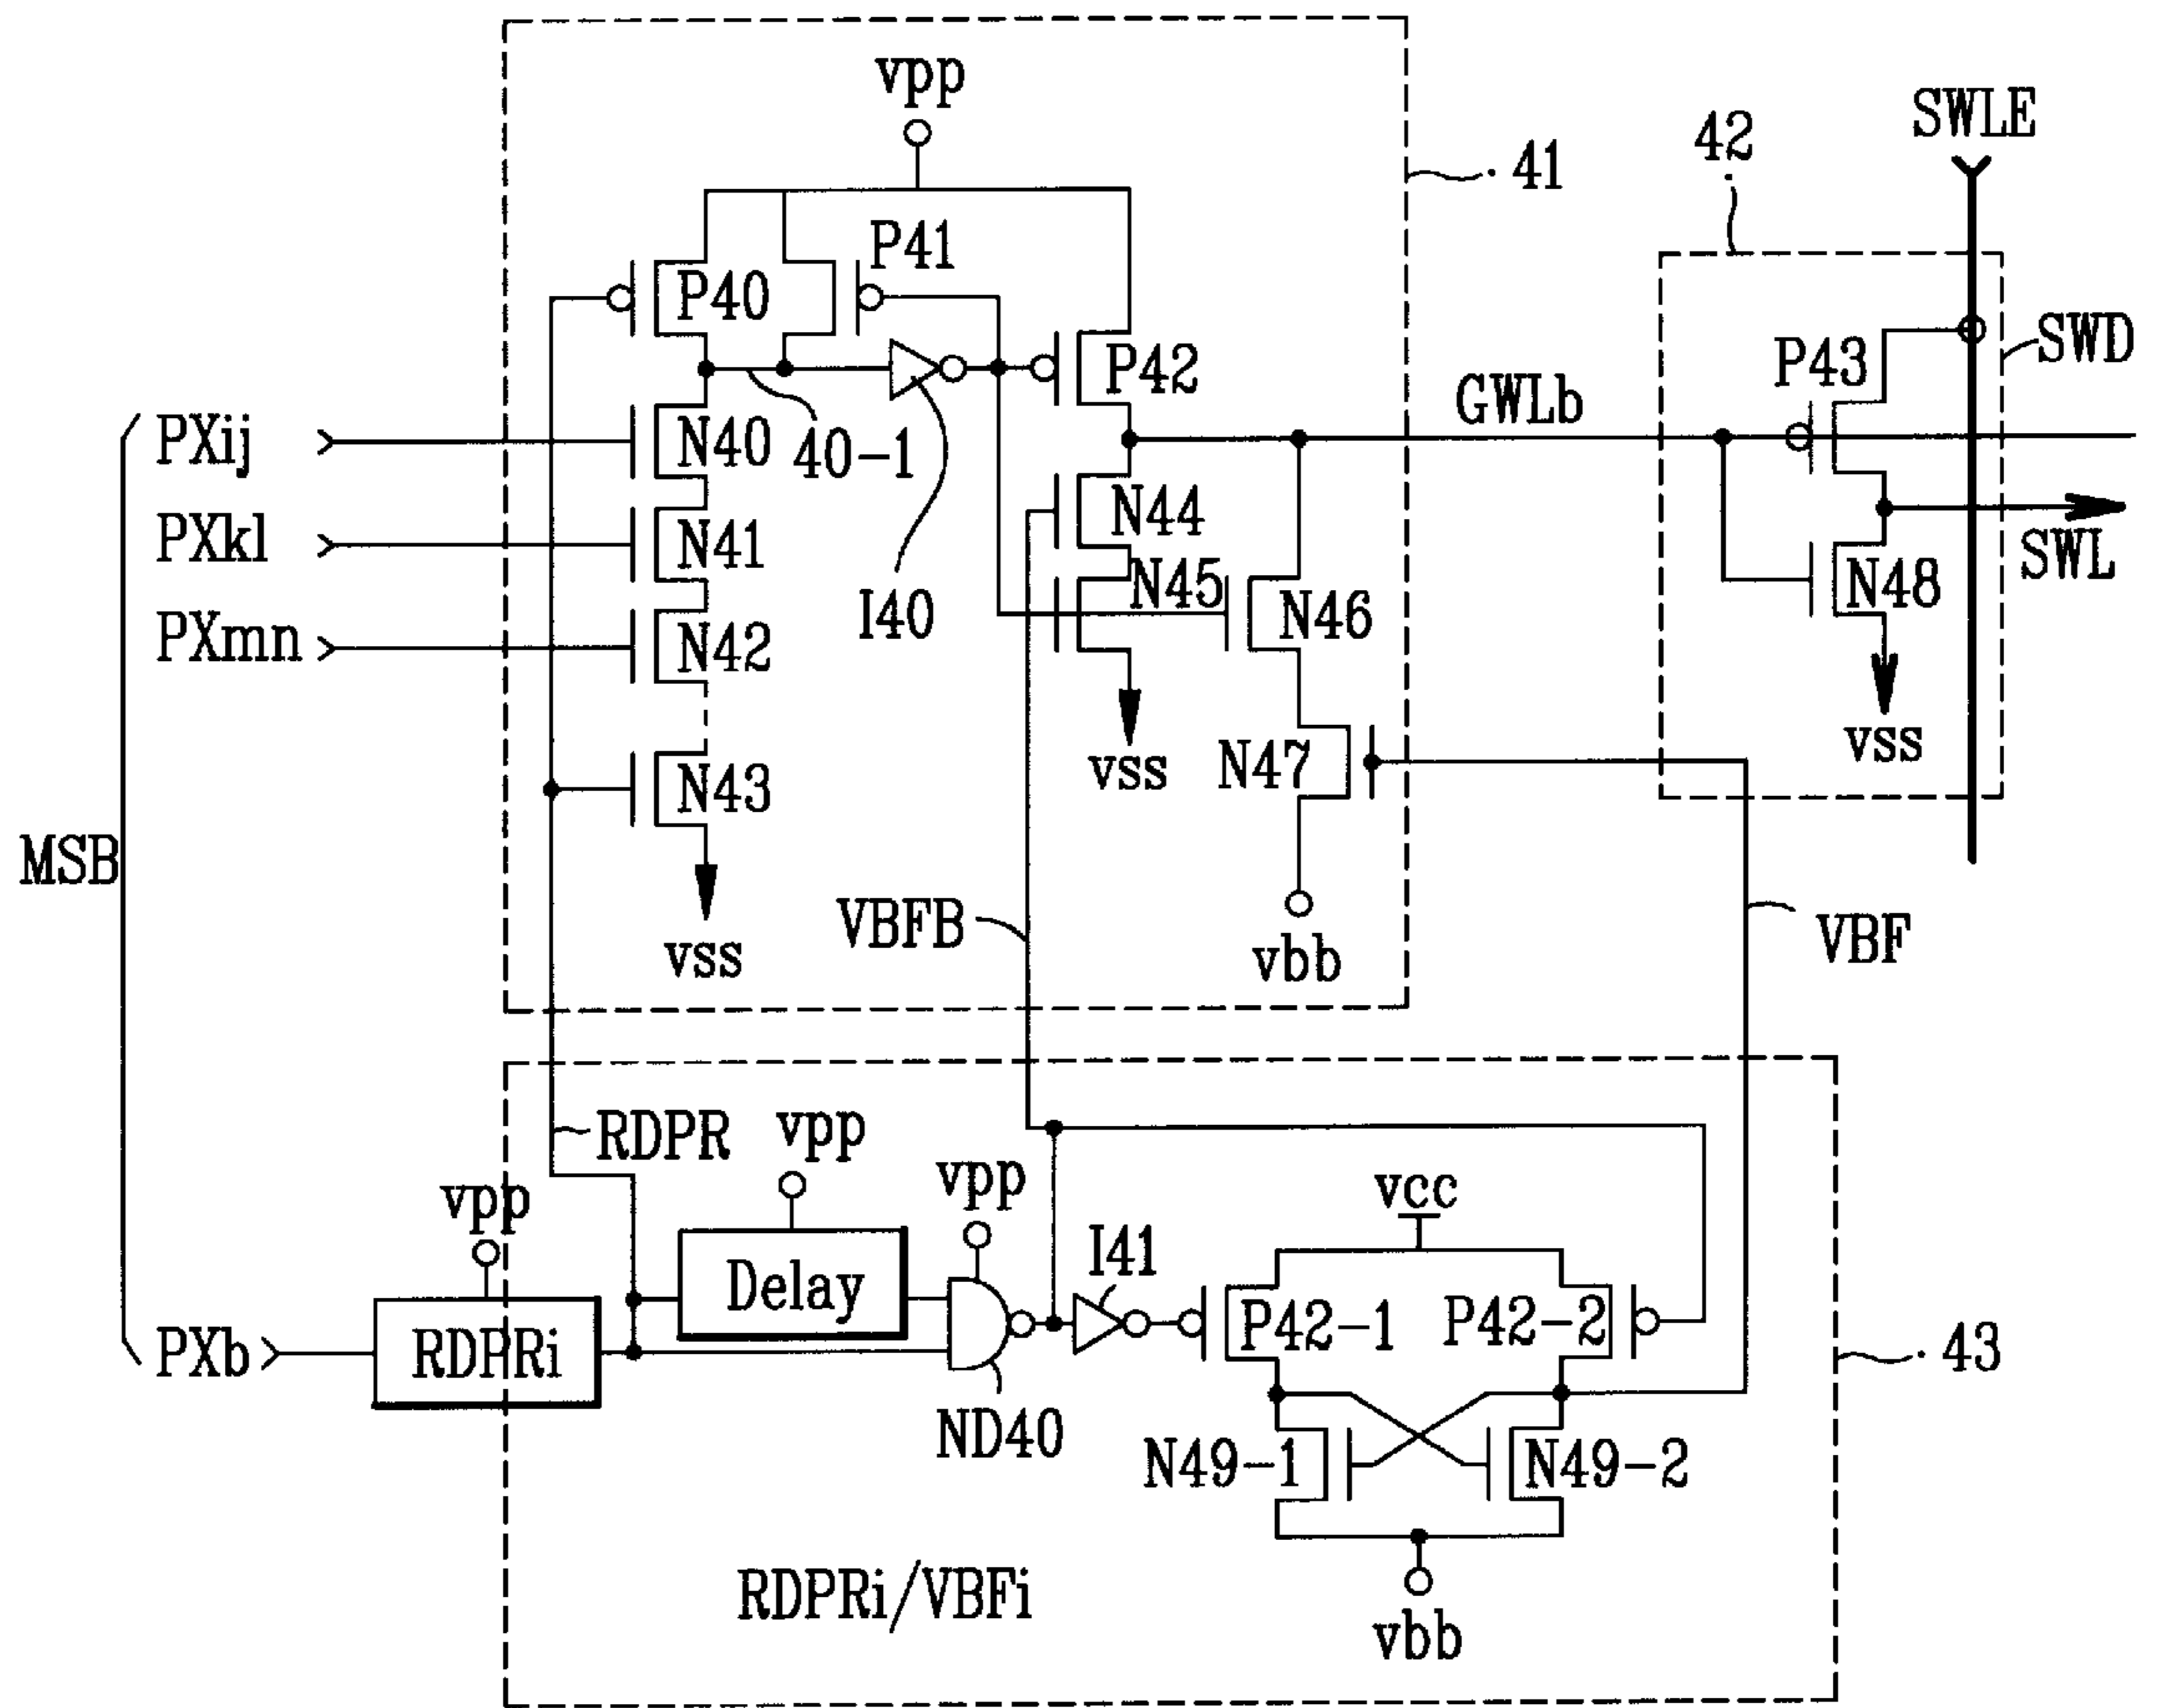 vpp
41
42
SWLE
P40
P41
P42
P43
SWD
GWLb
PXij
N40
40-1
N44
PXkl
N41
SWL
N45
N48
PXmn
N42
I40
N46
vss
vss
N47
N43
MSB
VBFB
vss
vbb
VBF
RDPR
vpp
vpp
vpp
vcc
I41
Delay
P42-1
P42-2
PXb
RDPRi
43
ND40
N49-1
N49-2
RDPRi/VBFi
vbb